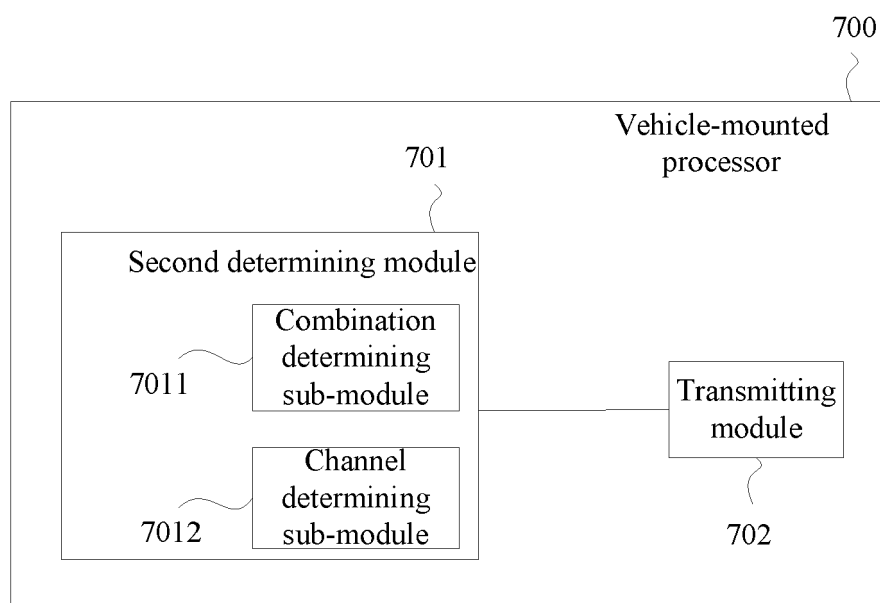 700
Vehicle-mounted
processor
701
Second determining module
Combination
determining
sub-module
7011
Transmitting
module
Channel
determining
sub-module
7012
702